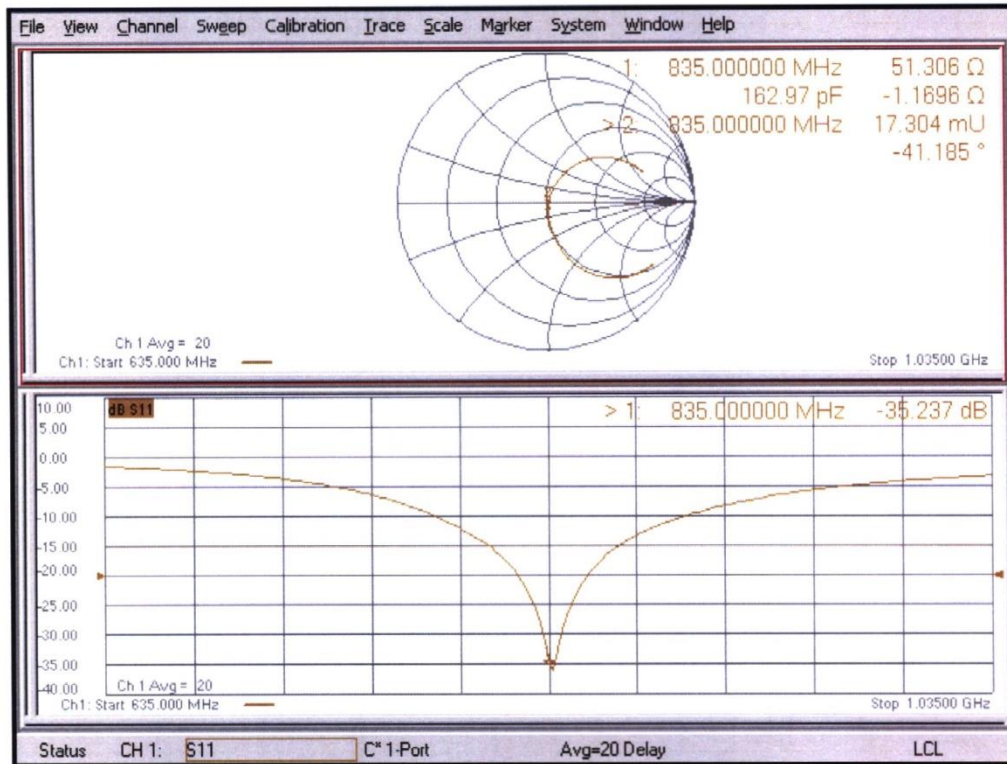 File View Channel Sweep Calibration Trace Scale Marker System Window Help
1: 835.000000 MHz 51.306 Ω
162.97 pF -1.1696 Ω
> 2: 835.000000 MHz 17.304 mU
-41.185 °
Ch 1 Avg = 20
Ch1: Start 635.000 MHz Stop 1.03500 GHz
10.00 dB S11 > 1: 835.000000 MHz -35.237 dB
5.00
0.00
-5.00
-10.00
-15.00
-20.00
-25.00
-30.00
-35.00
-40.00 Ch 1 Avg = 20
Ch1: Start 635.000 MHz Stop 1.03500 GHz
Status CH 1: S11 C* 1-Port Avg=20 Delay LCL